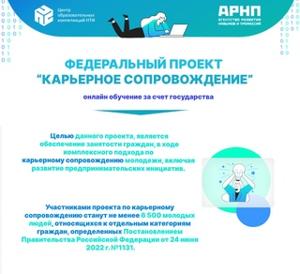 Центр
образовательных
компетенций НТИ
АРНП
АГЕНТСТВО РАЗВИТИЯ
НАВЫКОВ И ПРОФЕССИЙ
ФЕДЕРАЛЬНЫЙ ПРОЕКТ
“КАРЬЕРНОЕ СОПРОВОЖДЕНИЕ”
онлайн обучение за счет государства
Целью данного проекта, является
обеспечение занятости граждан, в ходе
комплексного подхода по
карьерному сопровождению молодежи, включая
развитие предпринимательских инициатив.
Участниками проекта по карьерному
сопровождению станут не менее 6 500 молодых
людей, относящихся к отдельным категориям
граждан, определенных Постановлением
Правительства Российской Федерации от 24 июня
2022 г. №1131.